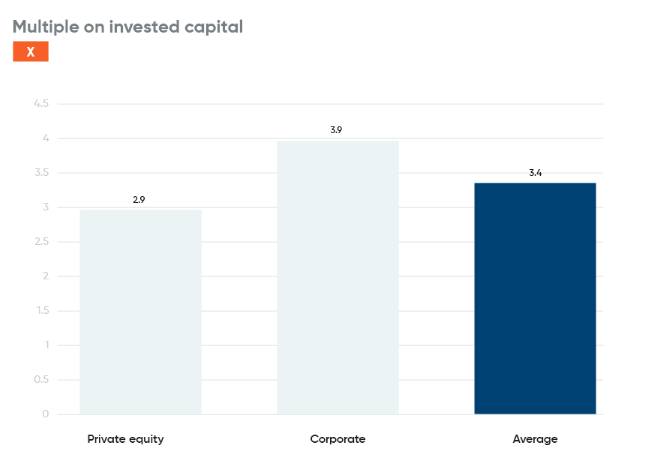 Multiple on invested capital
X
4.5
4
3.5
3
2.5
2
1.5
1
0.5
0
2.9
3.9
3.4
Private equity
Corporate
Average